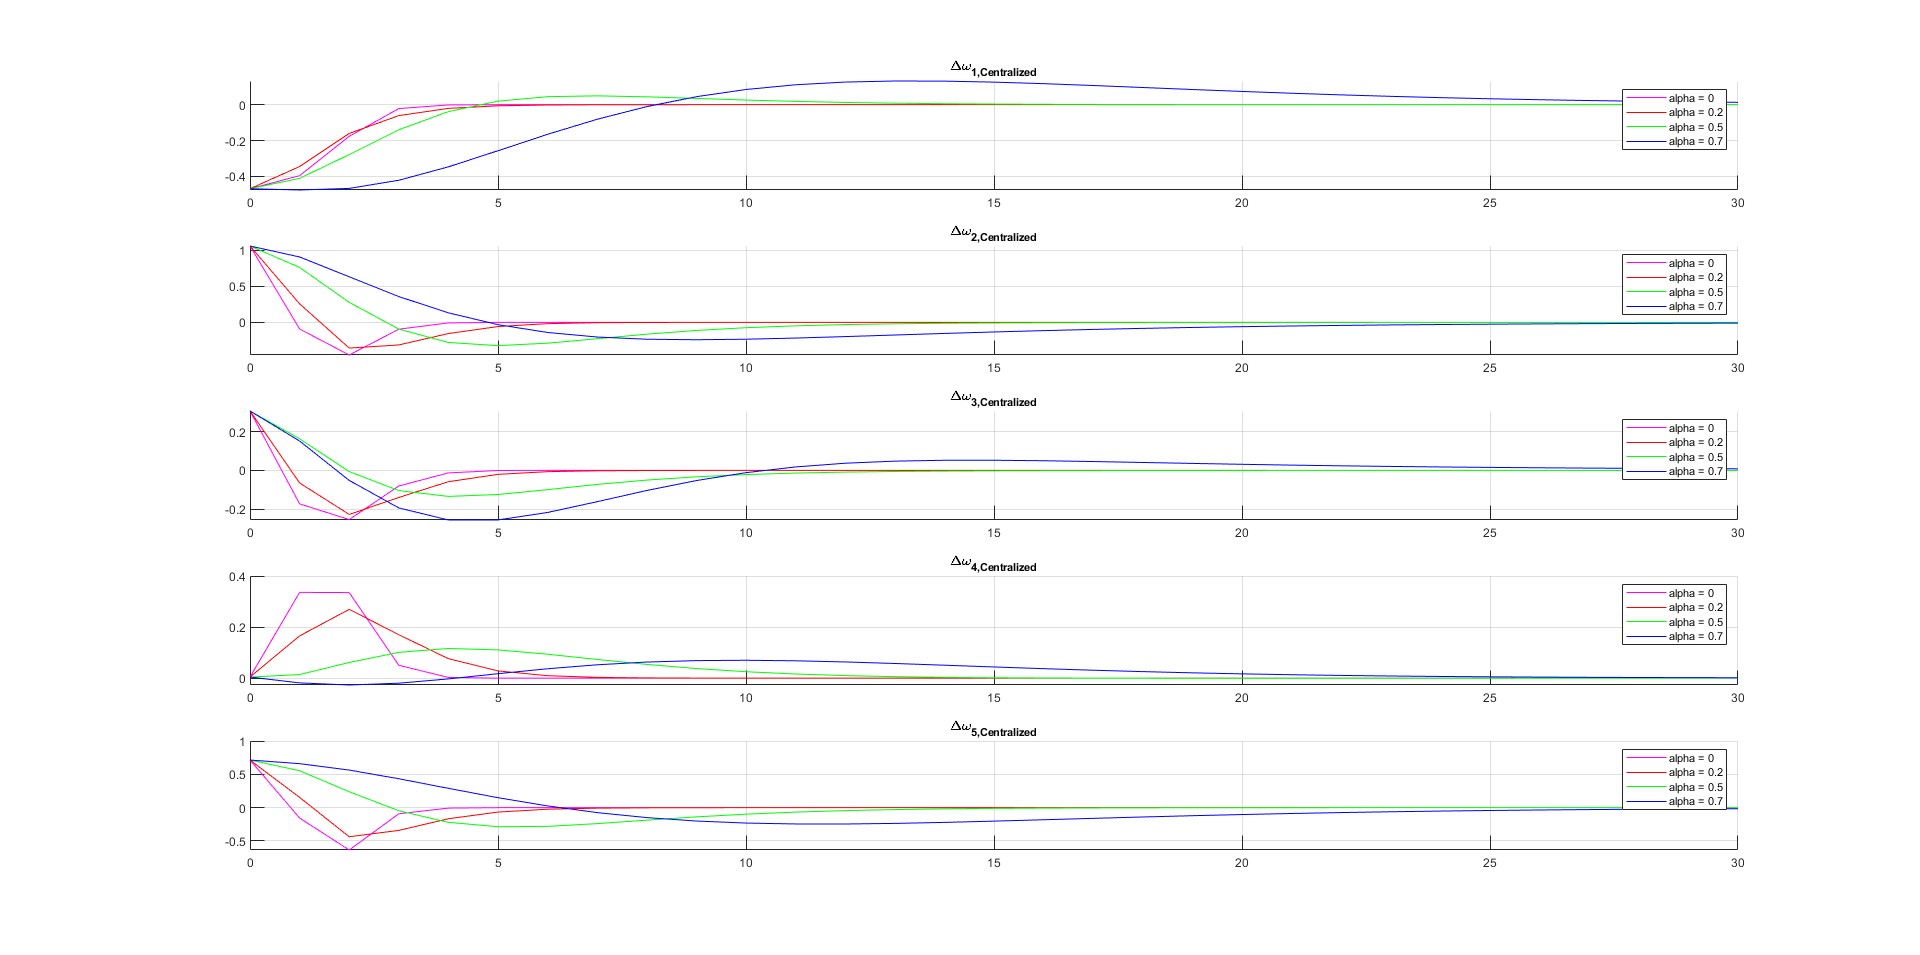 Δω1,Centralized
0
-0.2
-0.4
0 5 10 15 20 25 30
alpha = 0
alpha = 0.2
alpha = 0.5
alpha = 0.7
Δω2,Centralized
1
0.5
0
0 5 10 15 20 25 30
alpha = 0
alpha = 0.2
alpha = 0.5
alpha = 0.7
Δω3,Centralized
0.2
0
-0.2
0 5 10 15 20 25 30
alpha = 0
alpha = 0.2
alpha = 0.5
alpha = 0.7
Δω4,Centralized
0.4
0.2
0
0 5 10 15 20 25 30
alpha = 0
alpha = 0.2
alpha = 0.5
alpha = 0.7
Δω5,Centralized
1
0.5
0
-0.5
0 5 10 15 20 25 30
alpha = 0
alpha = 0.2
alpha = 0.5
alpha = 0.7